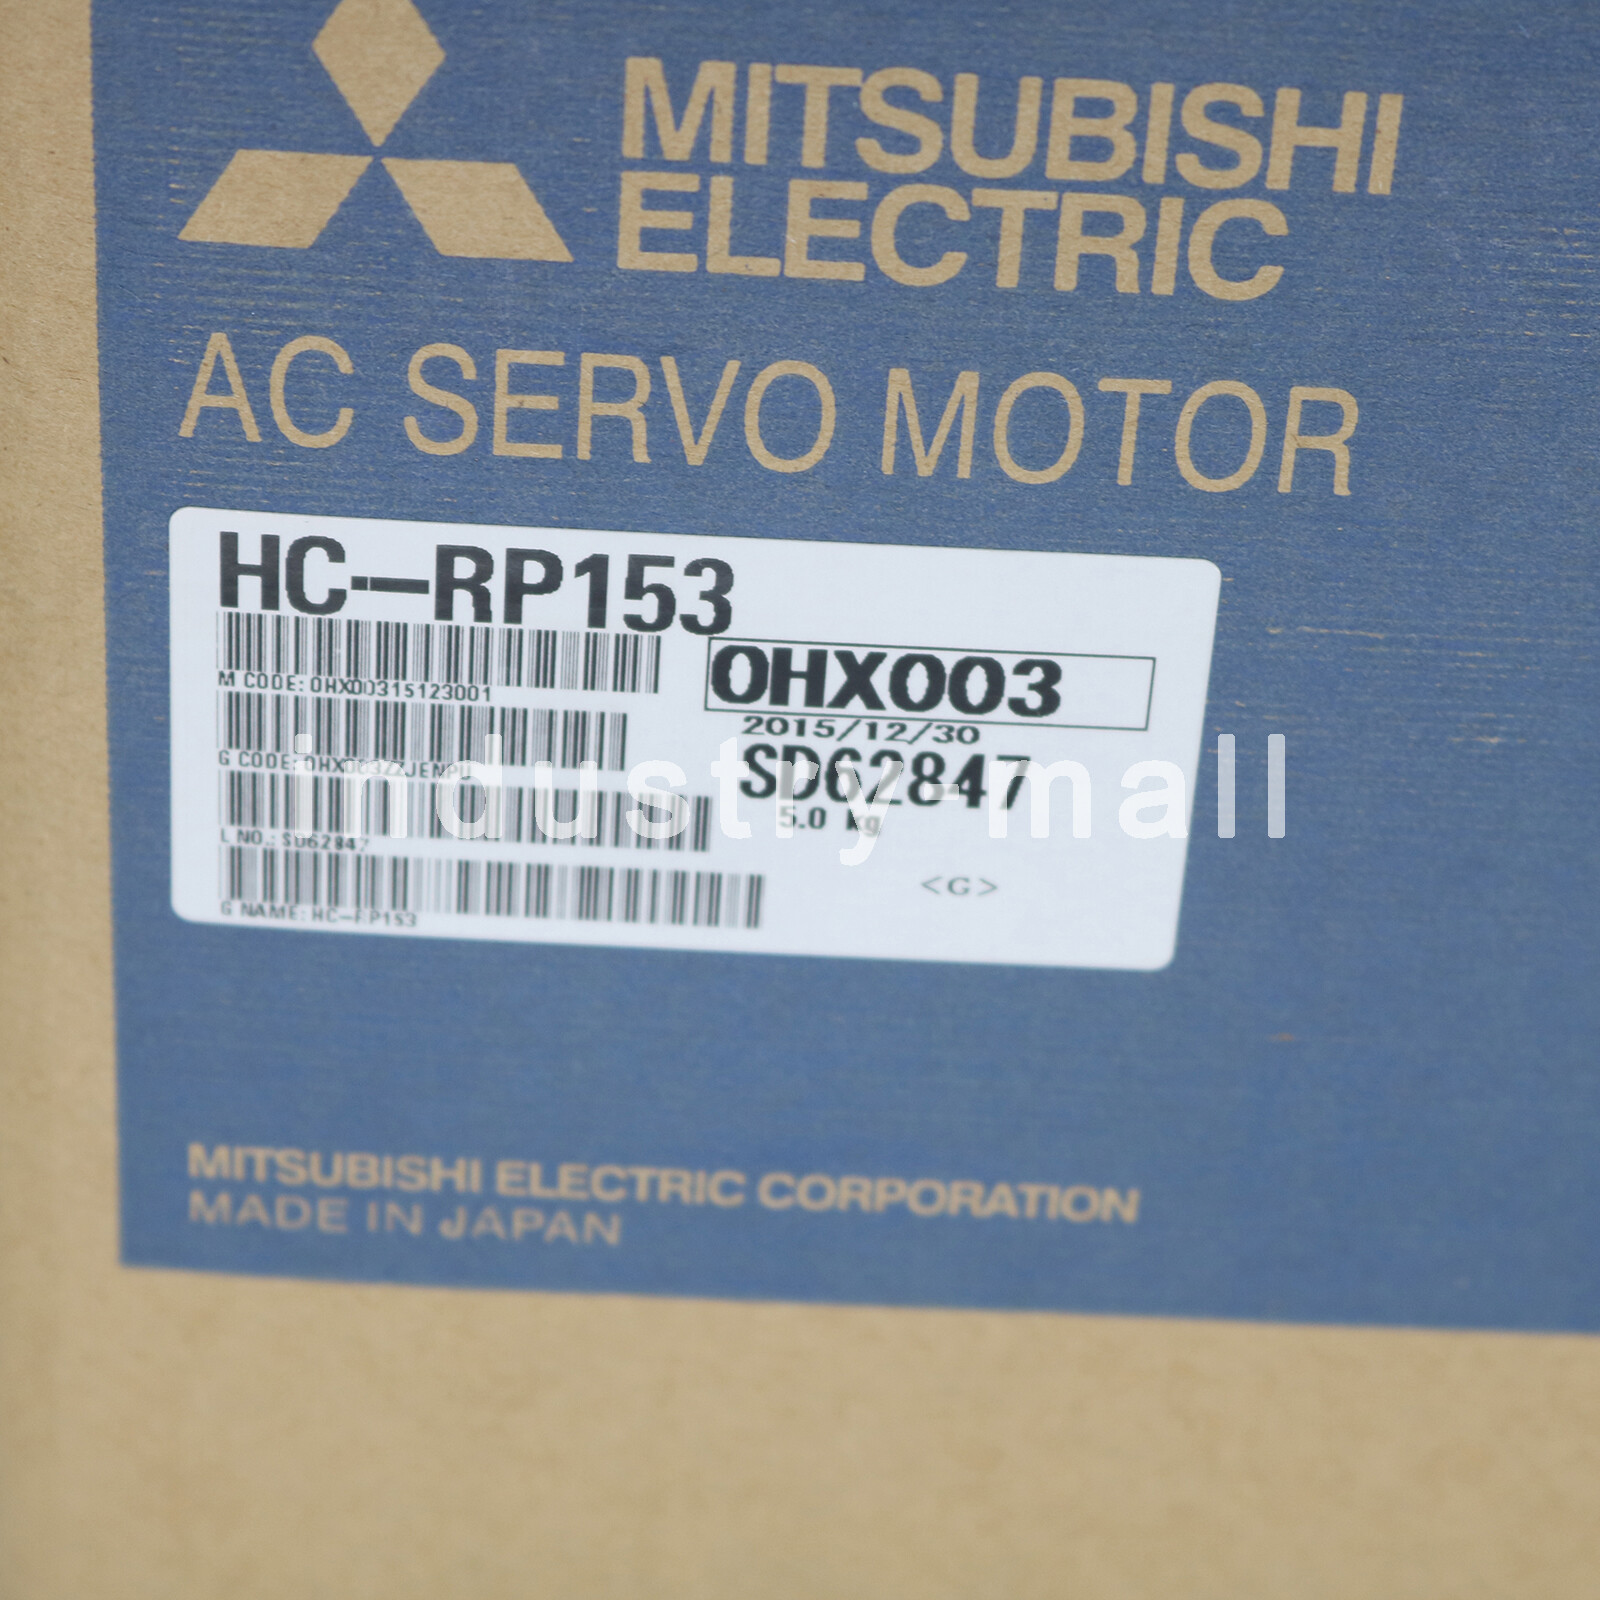 MITSUBISHI
ELECTRIC
AC SERVO MOTOR
HC-RP153
M CODE: 0HX00315123001
0HX003
2015/12/30
G CODE:
SD62847
5.0 kg
L NO.: SD62847
<G>
G NAME: HC-RP153
industry-mall
MITSUBISHI ELECTRIC CORPORATION
MADE IN JAPAN